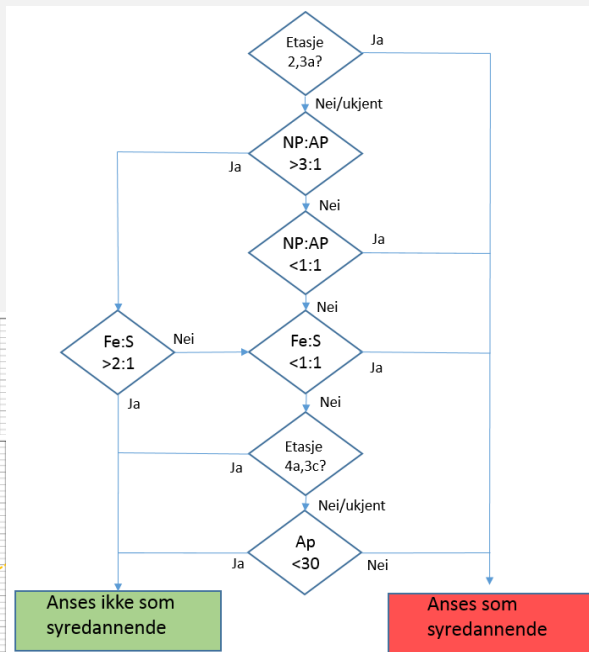 Etasje
2,3a?
Ja
Nei/ukjent
NP:AP
>3:1
Ja
Nei
NP:AP
<1:1
Ja
Nei
Fe:S
>2:1
Nei
Ja
Fe:S
<1:1
Ja
Nei
Etasje
4a,3c?
Ja
Nei/ukjent
Ap
<30
Ja
Nei
Anses ikke som
syredannende
Anses som
syredannende